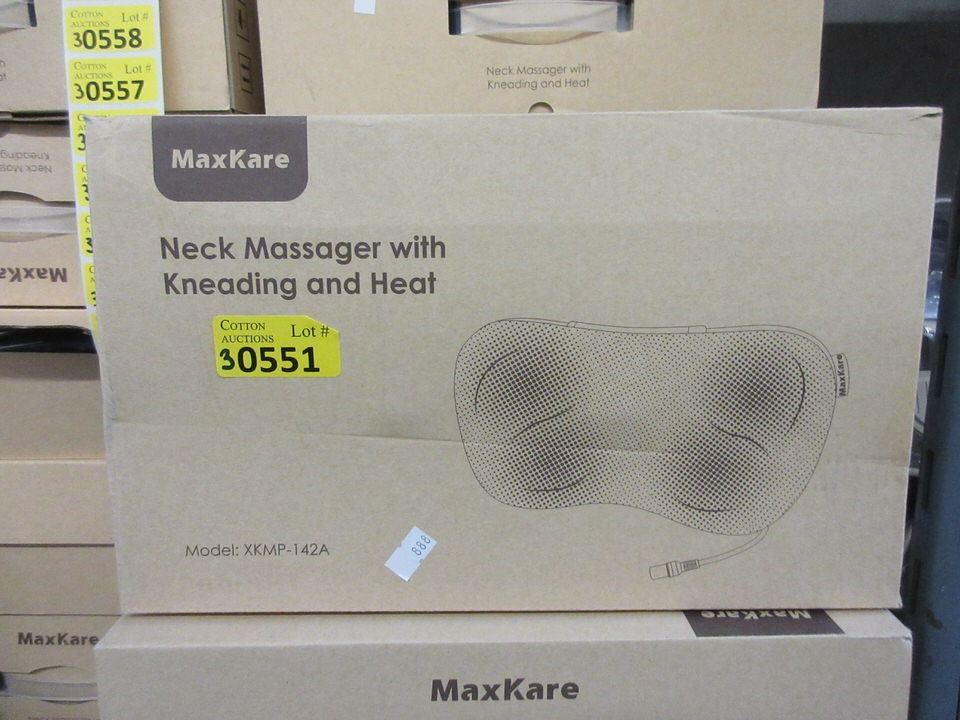 COTTON AUCTIONS Lot #
30558
COTTON AUCTIONS Lot #
30557
Neck Massager with
Kneading and Heat
MaxKare
Neck Massager with
Kneading and Heat
COTTON AUCTIONS Lot #
30551
MaxKare
Model: XKMP-142A
888
Kneading
MaxKare
MaxKare
MaxKare